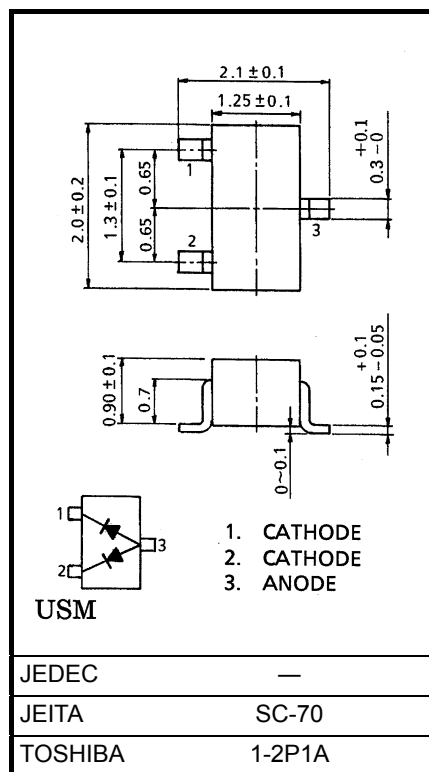 2.1±0.1
1.25±0.1
+0.1
0.3-0
1
2.0±0.2
1.3±0.1
0.65
0.65
2
3
0.90±0.1
0.7
+0.1
0.15-0.05
0~0.1
1
2
3
1. CATHODE
2. CATHODE
3. ANODE
USM
JEDEC —
JEITA SC-70
TOSHIBA 1-2P1A